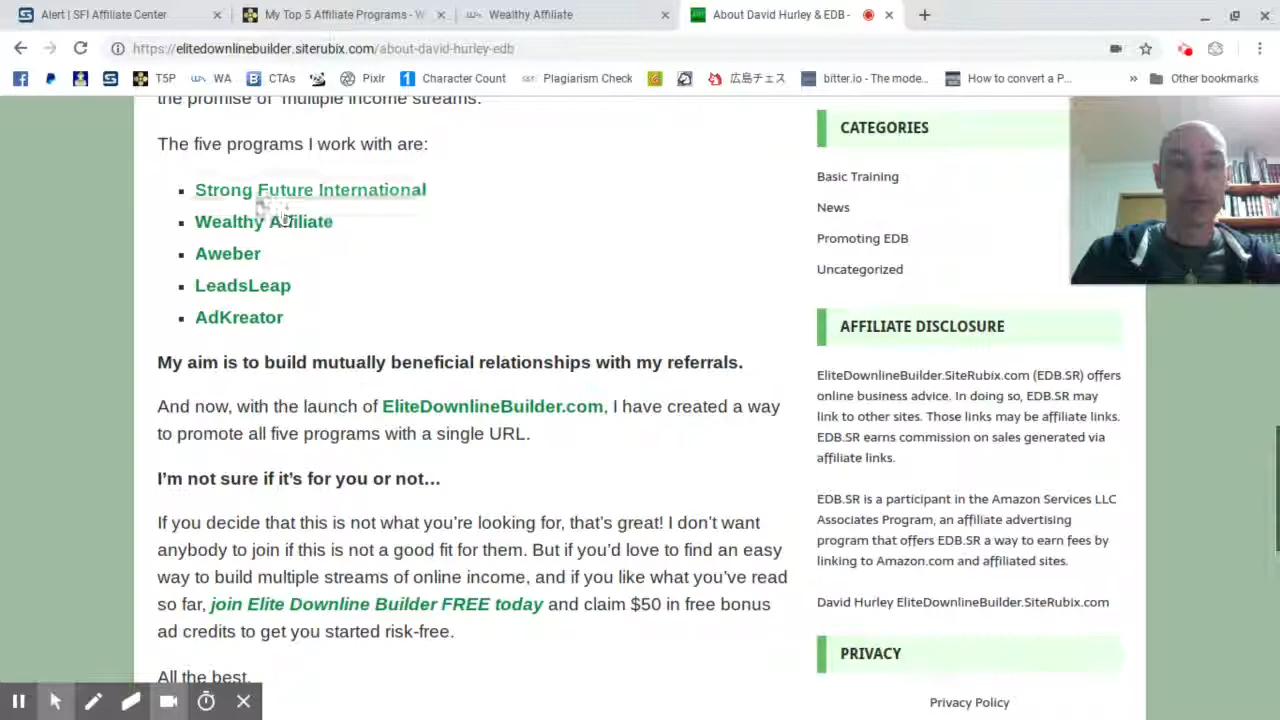 Alert | SFI Affiliate Center
My Top 5 Affiliate Programs - W
Wealthy Affiliate
About David Hurley & EDB -
https://elitedownlinebuilder.siterubix.com/about-david-hurley-edb
T5P
WA
CTAs
Pixlr
Character Count
Plagiarism Check
広島チェス
bitter.io - The mode...
How to convert a P...
»
Other bookmarks
the promise of "multiple income streams."
The five programs I work with are:
Strong Future International
Wealthy Affiliate
Aweber
LeadsLeap
AdKreator
My aim is to build mutually beneficial relationships with my referrals.
And now, with the launch of EliteDownlineBuilder.com, I have created a way
to promote all five programs with a single URL.
I'm not sure if it's for you or not…
If you decide that this is not what you're looking for, that's great! I don't want
anybody to join if this is not a good fit for them. But if you'd love to find an easy
way to build multiple streams of online income, and if you like what you've read
so far, join Elite Downline Builder FREE today and claim $50 in free bonus
ad credits to get you started risk-free.
All the best,
CATEGORIES
Basic Training
News
Promoting EDB
Uncategorized
AFFILIATE DISCLOSURE
EliteDownlineBuilder.SiteRubix.com (EDB.SR) offers
online business advice. In doing so, EDB.SR may
link to other sites. Those links may be affiliate links.
EDB.SR earns commission on sales generated via
affiliate links.
EDB.SR is a participant in the Amazon Services LLC
Associates Program, an affiliate advertising
program that offers EDB.SR a way to earn fees by
linking to Amazon.com and affiliated sites.
David Hurley EliteDownlineBuilder.SiteRubix.com
PRIVACY
Privacy Policy